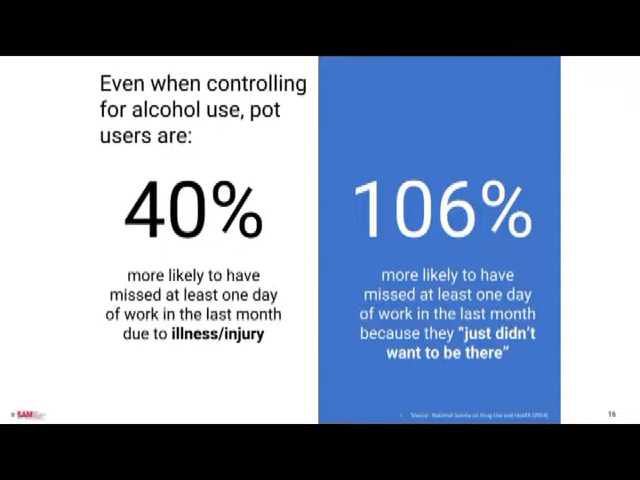 Even when controlling
for alcohol use, pot
users are:
40%
more likely to have
missed at least one day
of work in the last month
due to illness/injury
106%
more likely to have
missed at least one day
of work in the last month
because they "just didn't
want to be there"
SAM
Source: National Survey on Drug Use and Health (2014)
16